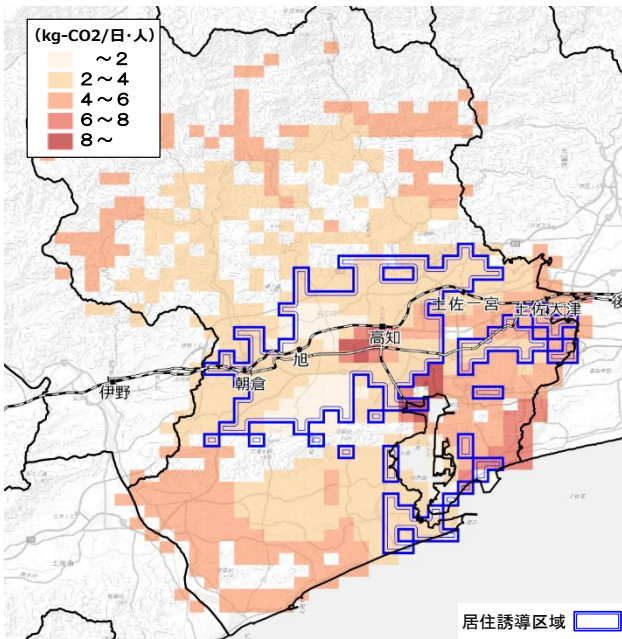 (kg-CO2/日・人)
～2
2～4
4～6
6～8
8～
土佐一宮
土佐大津
後
高知
旭
朝倉
伊野
居住誘導区域